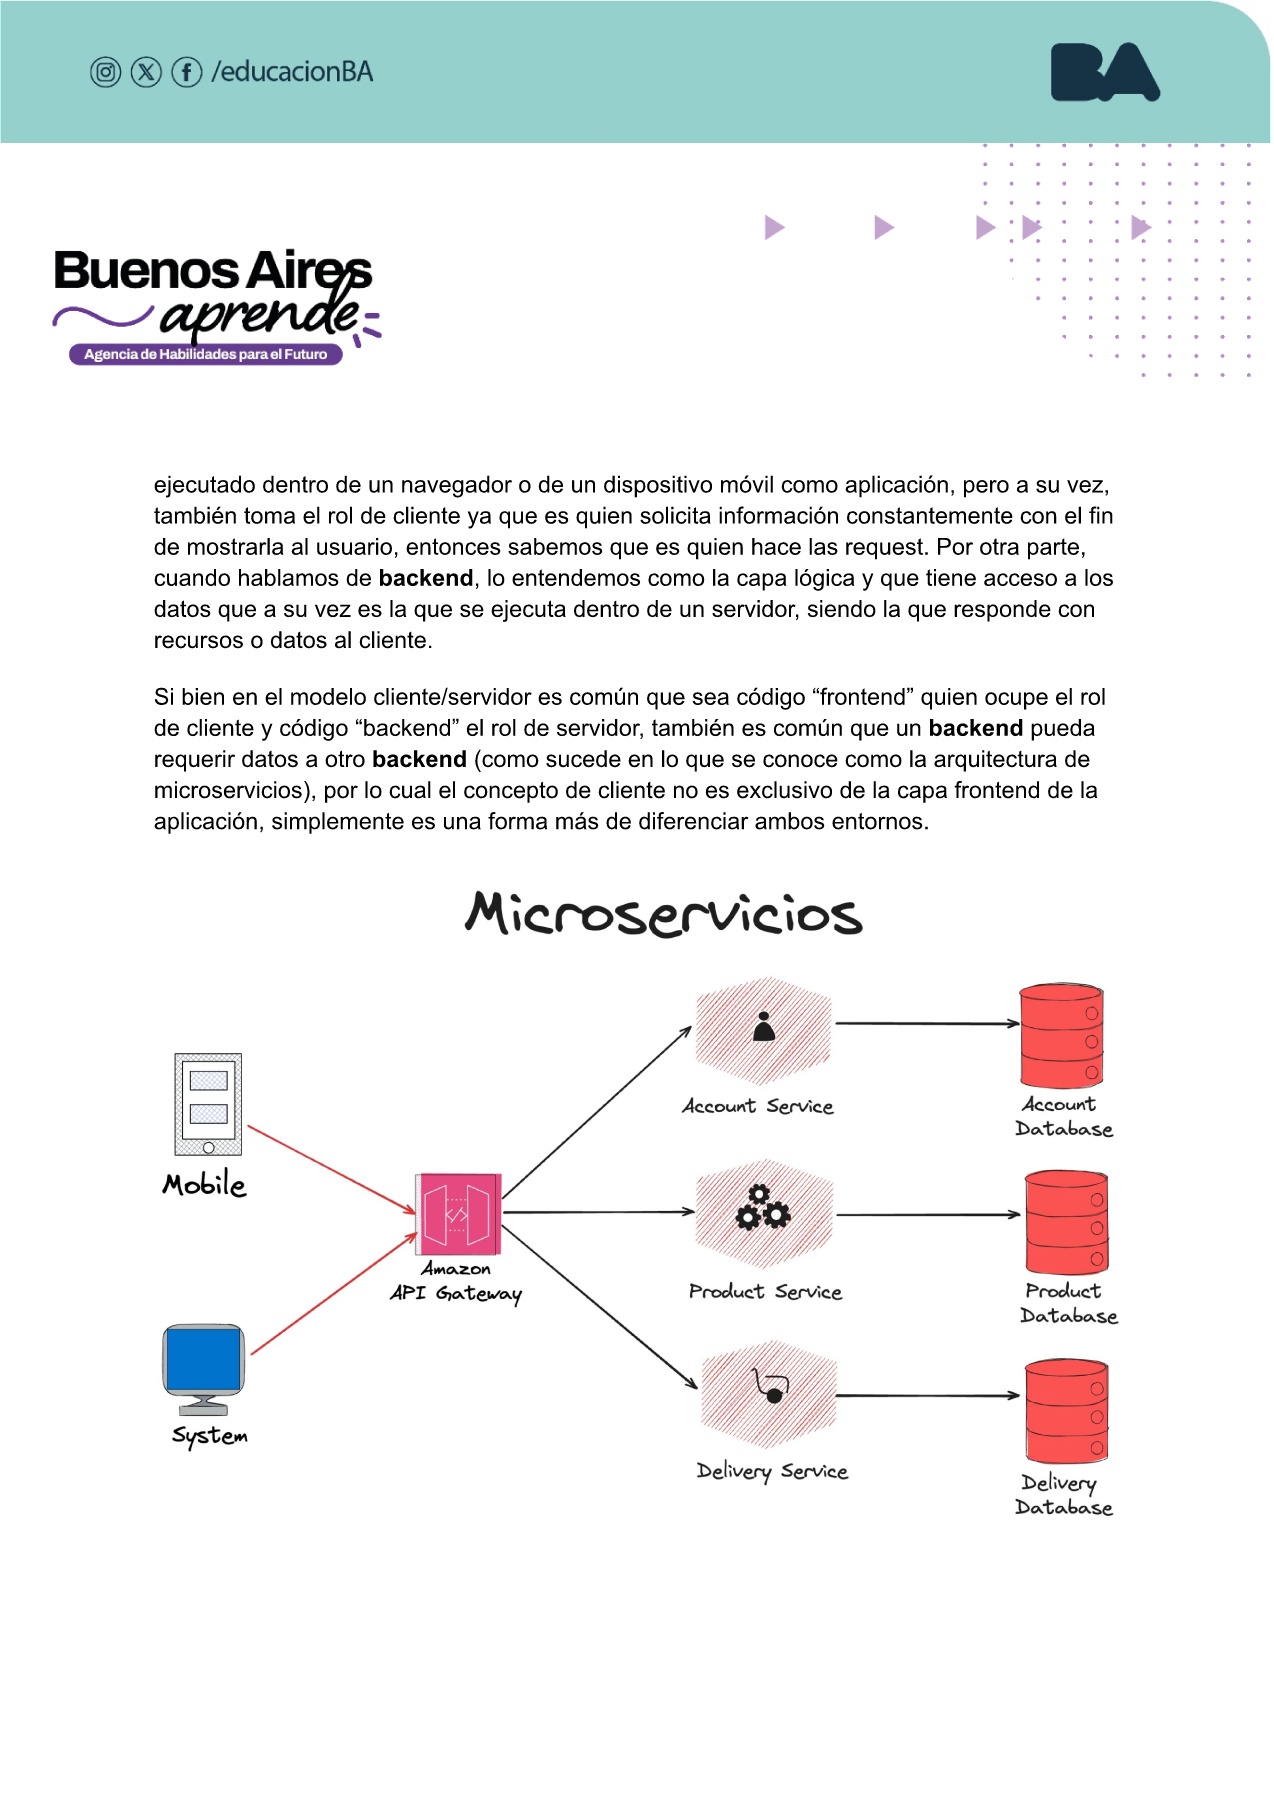 /educacionBA
BA
Buenos Aires
aprende
Agencia de Habilidades para el Futuro
ejecutado dentro de un navegador o de un dispositivo móvil como aplicación, pero a su vez,
también toma el rol de cliente ya que es quien solicita información constantemente con el fin
de mostrarla al usuario, entonces sabemos que es quien hace las request. Por otra parte,
cuando hablamos de backend, lo entendemos como la capa lógica y que tiene acceso a los
datos que a su vez es la que se ejecuta dentro de un servidor, siendo la que responde con
recursos o datos al cliente.
Si bien en el modelo cliente/servidor es común que sea código “frontend” quien ocupe el rol
de cliente y código “backend” el rol de servidor, también es común que un backend pueda
requerir datos a otro backend (como sucede en lo que se conoce como la arquitectura de
microservicios), por lo cual el concepto de cliente no es exclusivo de la capa frontend de la
aplicación, simplemente es una forma más de diferenciar ambos entornos.
Microservicios
Mobile
System
Amazon
API Gateway
Account Service
Product Service
Delivery Service
Account
Database
Product
Database
Delivery
Database